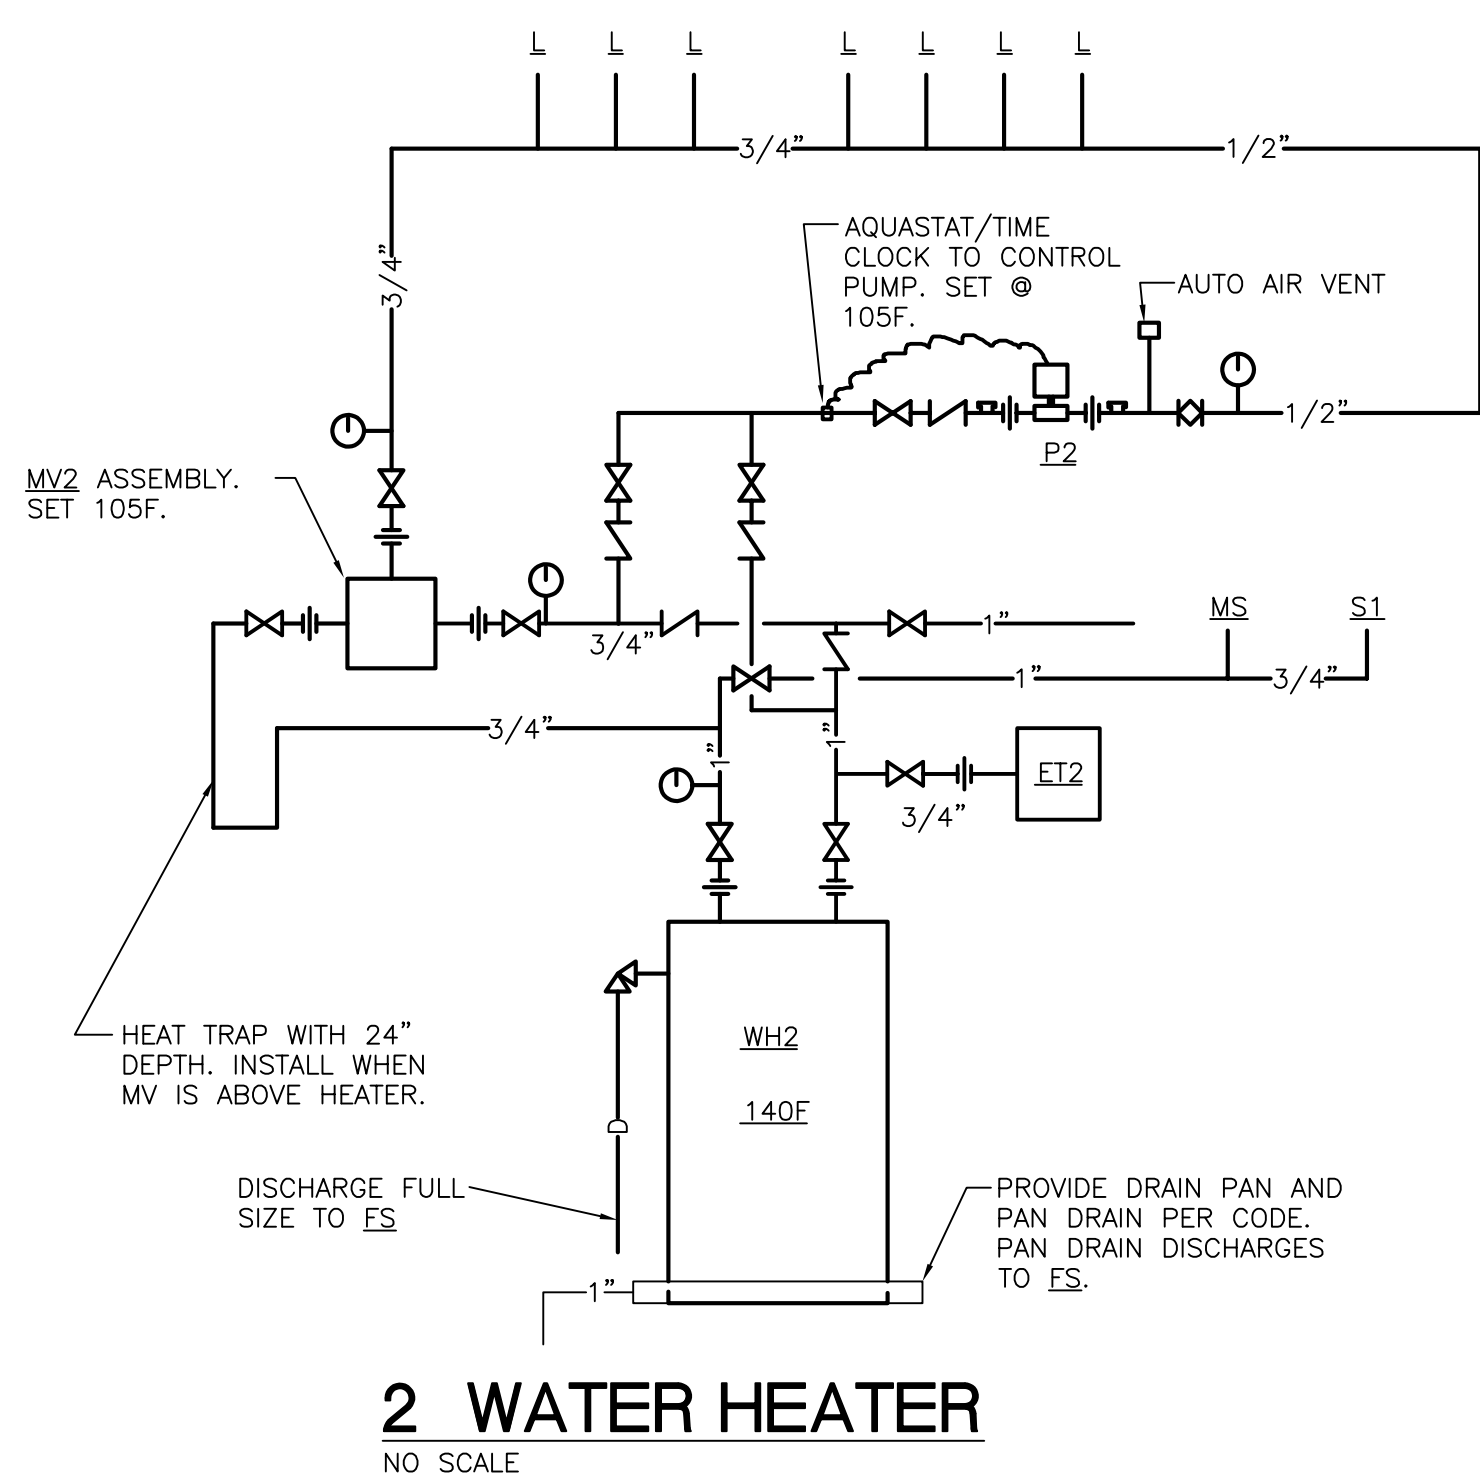 L L L L L L L
3/4" 1/2"
3/4"
AQUASTAT/TIME
CLOCK TO CONTROL
PUMP. SET @
105F.
AUTO AIR VENT
1/2"
P2
MV2 ASSEMBLY.
SET 105F.
3/4"
1"
MS S1
1" 3/4"
3/4"
1"
1"
ET2
3/4"
HEAT TRAP WITH 24"
DEPTH. INSTALL WHEN
MV IS ABOVE HEATER.
WH2
140F
D
DISCHARGE FULL
SIZE TO FS
PROVIDE DRAIN PAN AND
PAN DRAIN PER CODE.
PAN DRAIN DISCHARGES
TO FS.
1"
2 WATER HEATER
NO SCALE